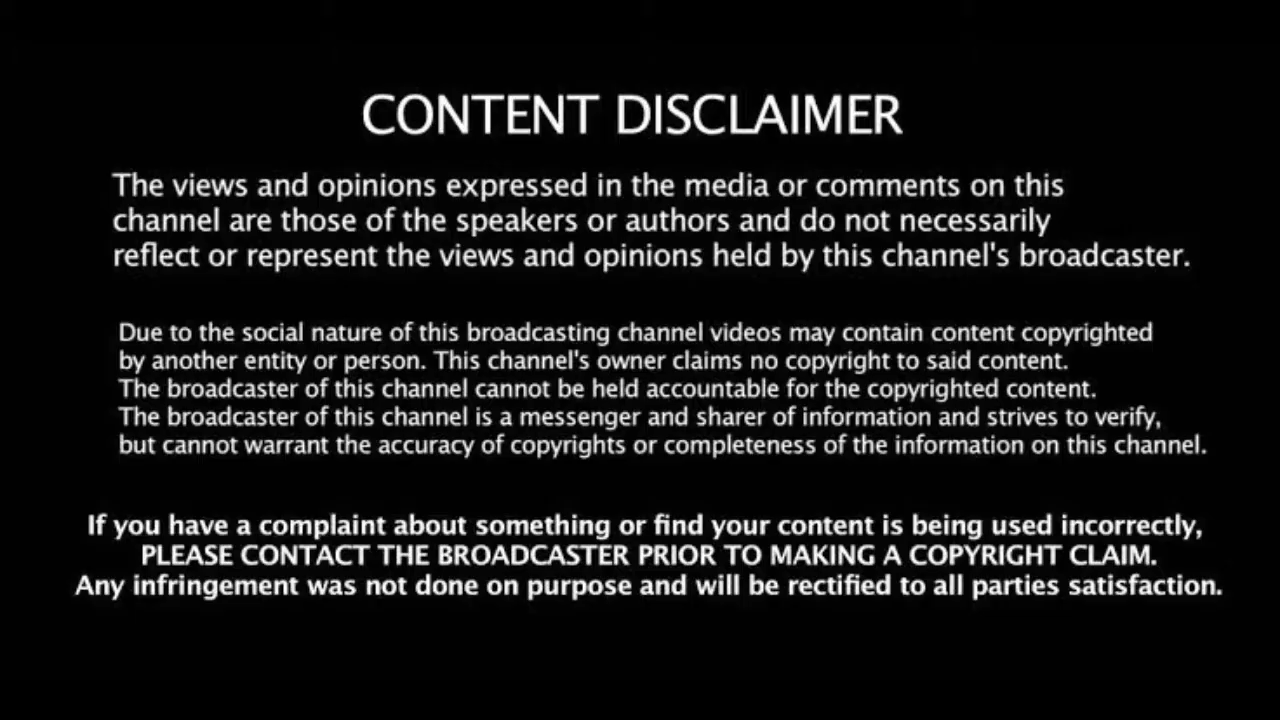 CONTENT DISCLAIMER
The views and opinions expressed in the media or comments on this
channel are those of the speakers or authors and do not necessarily
reflect or represent the views and opinions held by this channel's broadcaster.
Due to the social nature of this broadcasting channel videos may contain content copyrighted
by another entity or person. This channel's owner claims no copyright to said content.
The broadcaster of this channel cannot be held accountable for the copyrighted content.
The broadcaster of this channel is a messenger and sharer of information and strives to verify,
but cannot warrant the accuracy of copyrights or completeness of the information on this channel.
If you have a complaint about something or find your content is being used incorrectly,
PLEASE CONTACT THE BROADCASTER PRIOR TO MAKING A COPYRIGHT CLAIM.
Any infringement was not done on purpose and will be rectified to all parties satisfaction.